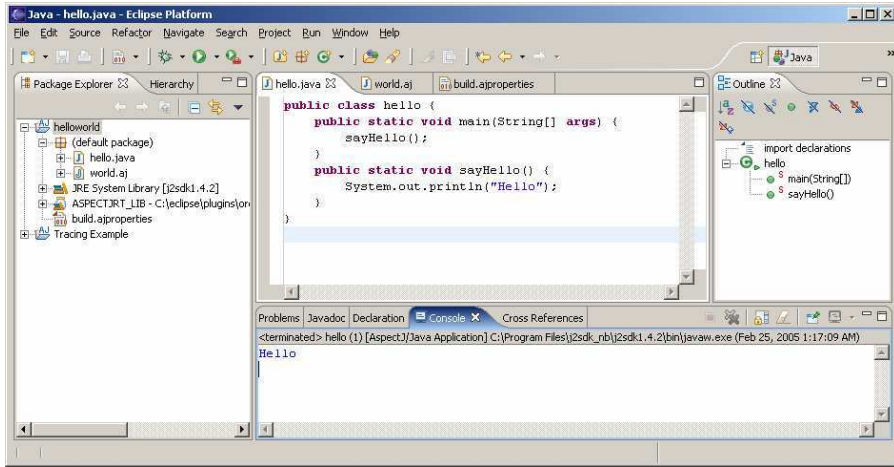 Java - hello.java - Eclipse Platform
File Edit Source Refactor Navigate Search Project Run Window Help
Java
Package Explorer Hierarchy
helloworld
(default package)
hello.java
world.aj
JRE System Library [j2sdk1.4.2]
ASPECTJRT_LIB - C:\eclipse\plugins\or
build.ajproperties
Tracing Example
hello.java world.aj build.ajproperties
public class hello {
public static void main(String[] args) {
sayHello();
}
public static void sayHello() {
System.out.println("Hello");
}
}
Outline
import declarations
hello
main(String[])
sayHello()
Problems Javadoc Declaration Console Cross References
<terminated> hello (1) [AspectJ/Java Application] C:\Program Files\j2sdk_nb\j2sdk1.4.2\bin\javaw.exe (Feb 25, 2005 1:17:09 AM)
Hello